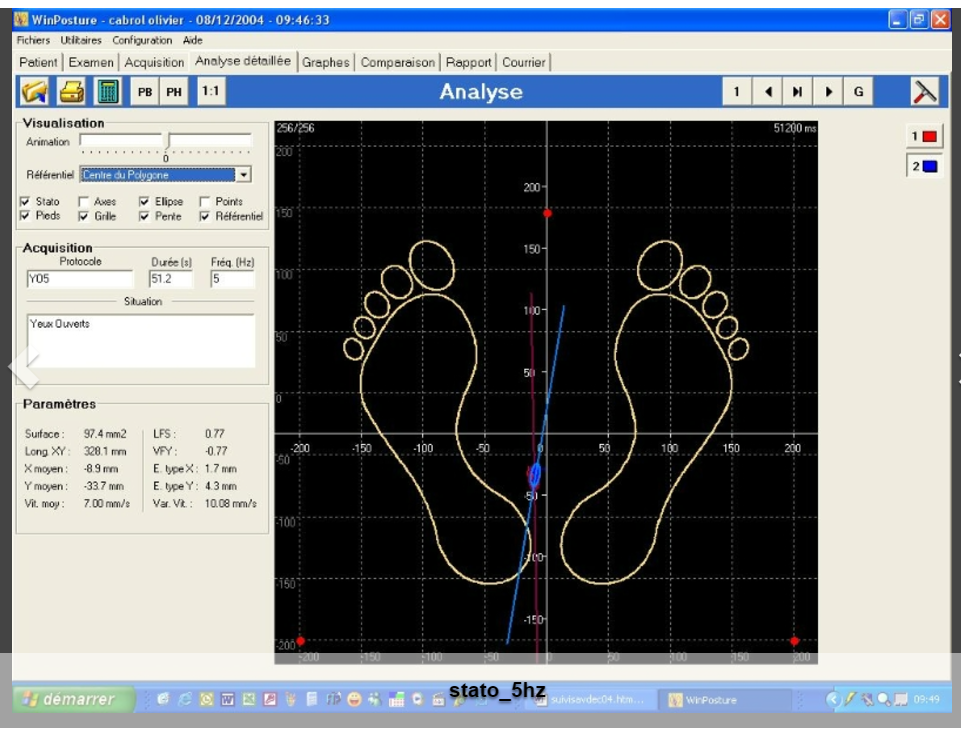 WinPosture - cabrol olivier - 08/12/2004 - 09:46:33
Fichiers Utilitaires Configuration Aide
Patient Examen Acquisition Analyse détaillée Graphes Comparaison Rapport Courrier
PB PH 1:1 Analyse 1 G
Visualisation
Animation
0
Référentiel Centre du Polygone
Stato Axes Ellipse Points
Pieds Grille Pente Référentiel
Acquisition
Protocole Durée (s) Fréq. (Hz)
Y05 51.2 5
Situation
Yeux Ouverts
Paramètres
Surface : 97.4 mm2 LFS : 0.77
Long. XY : 328.1 mm VFY : -0.77
X moyen : -8.9 mm E. type X : 1.7 mm
Y moyen : -33.7 mm E. type Y : 4.3 mm
Vit. moy : 7.00 mm/s Var. Vit. : 10.08 mm/s
256/256 51200 ms
1
2
200
200
150
150
100
100
50
50
0
-200 -150 -100 -50 0 50 100 150 200
-50
-50
-100
-100
-150
-150
-200
-200 -150 -100 -50 0 50 100 150 200
stato_5hz
démarrer suivisavdec04.htm... WinPosture 09:49